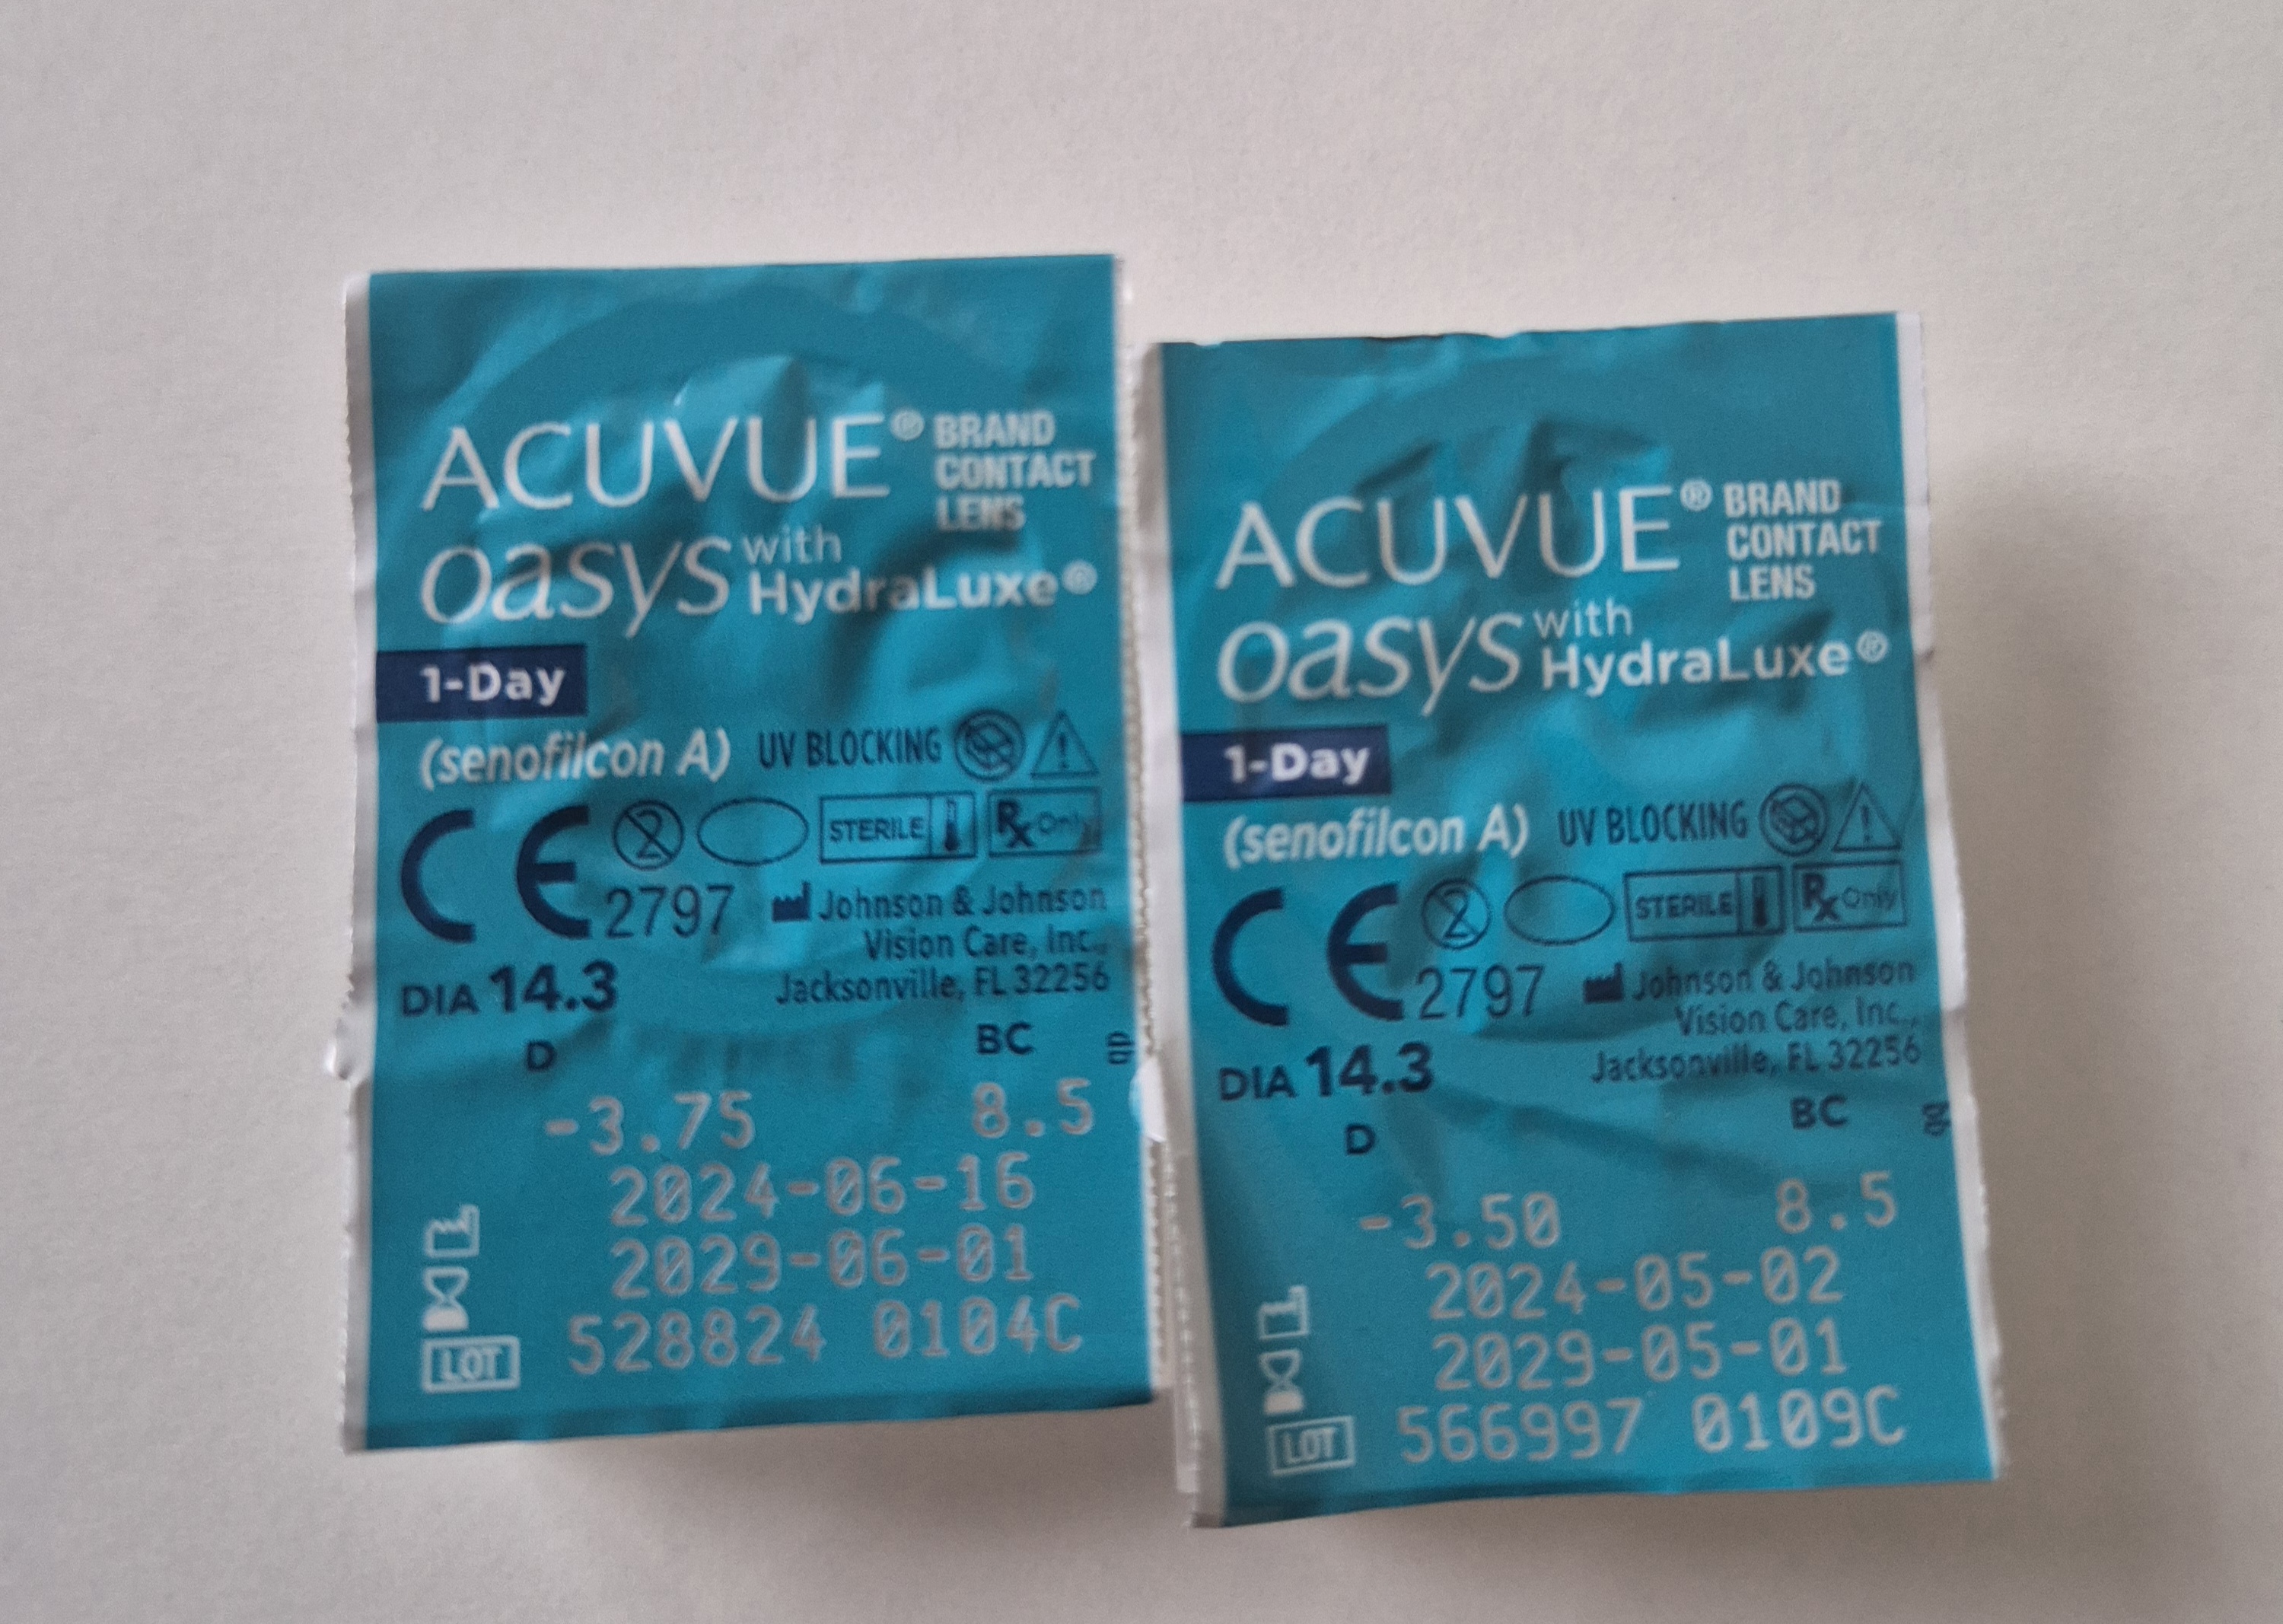 ACUVUE® BRAND
CONTACT
LENS
oasys with
HydraLuxe®
1-Day
(senofilcon A) UV BLOCKING
CE 2 STERILE Rx Only
2797 Johnson & Johnson
Vision Care, Inc.,
DIA 14.3 Jacksonville, FL 32256
D BC
-3.75 8.5
2024-06-16
2029-06-01
LOT 528824 0104C
ACUVUE® BRAND
CONTACT
LENS
oasys with
HydraLuxe®
1-Day
(senofilcon A) UV BLOCKING
CE 2 STERILE Rx Only
2797 Johnson & Johnson
Vision Care, Inc.,
DIA 14.3 Jacksonville, FL 32256
D BC
-3.50 8.5
2024-05-02
2029-05-01
LOT 566997 0109C